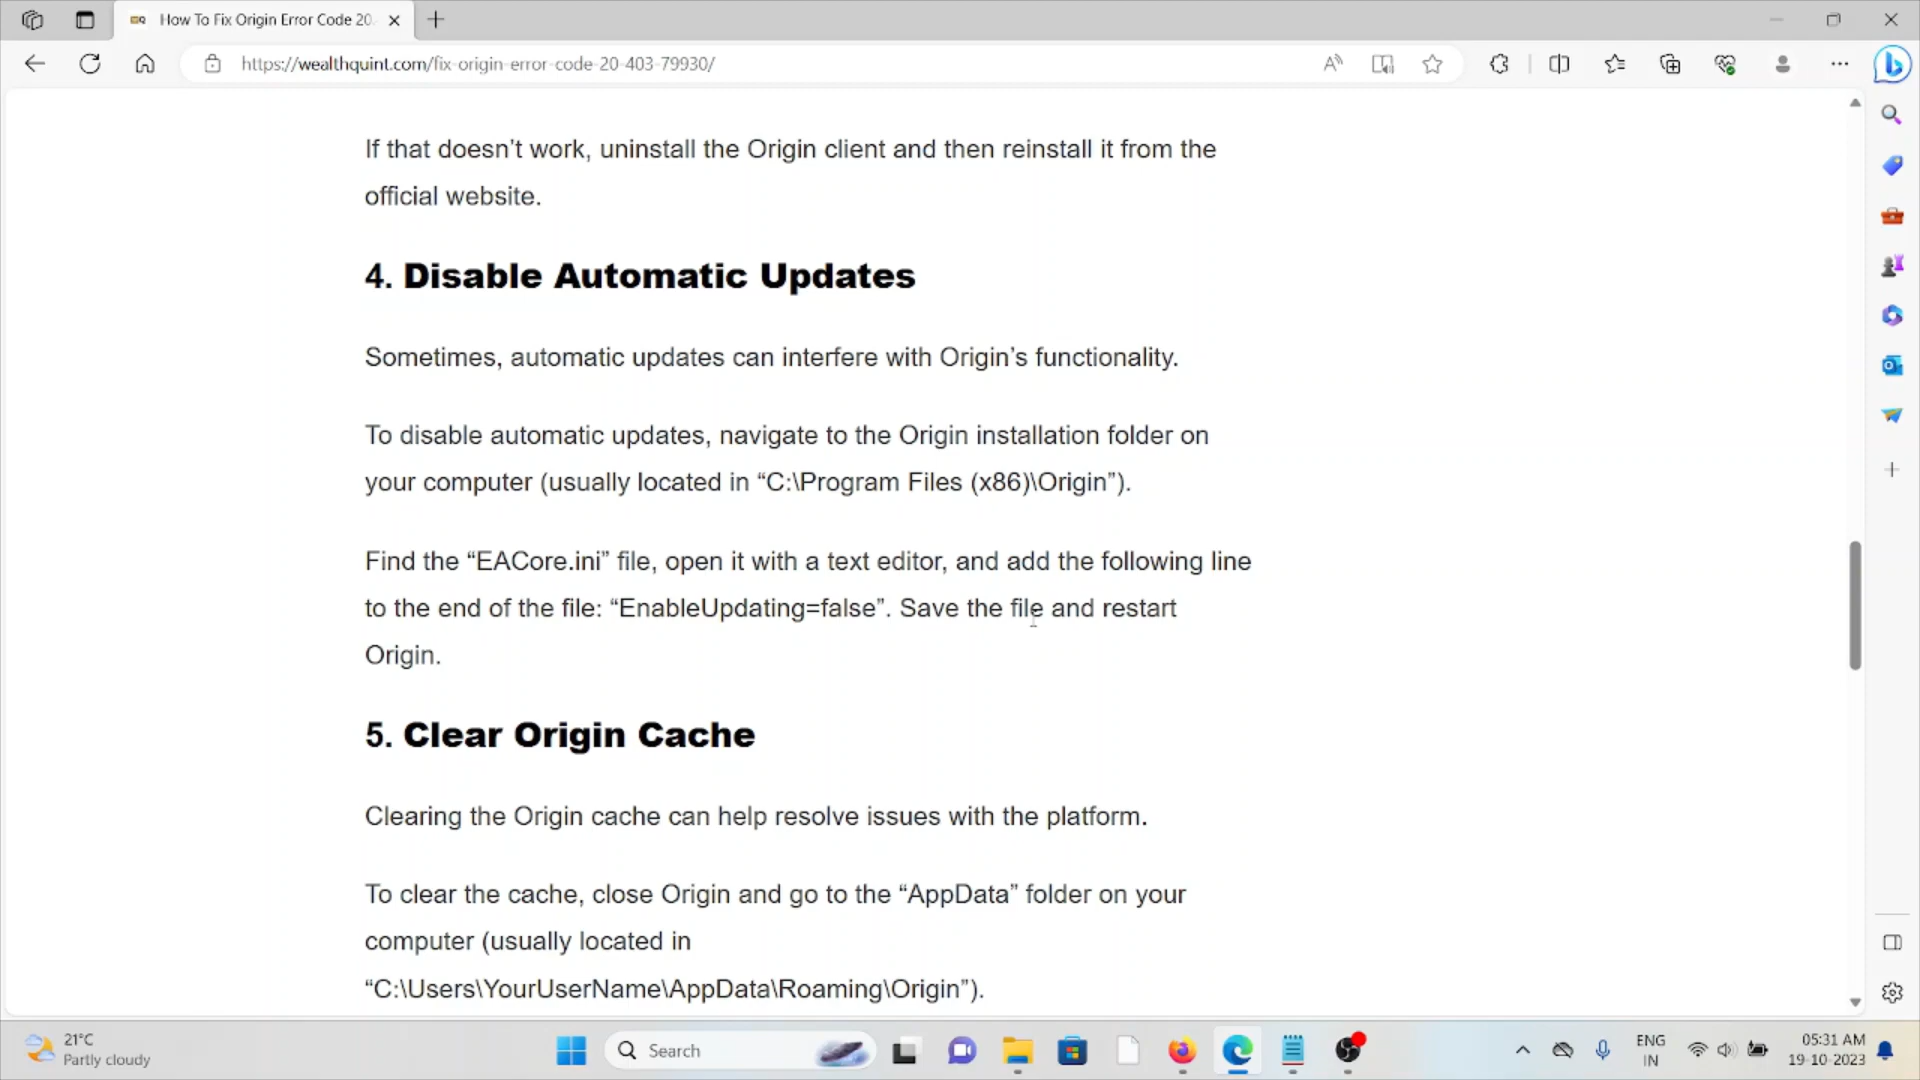 How To Fix Origin Error Code 20
https://wealthquint.com/fix-origin-error-code-20-403-79930/
If that doesn’t work, uninstall the Origin client and then reinstall it from the
official website.
4. Disable Automatic Updates
Sometimes, automatic updates can interfere with Origin’s functionality.
To disable automatic updates, navigate to the Origin installation folder on
your computer (usually located in “C:\Program Files (x86)\Origin”).
Find the “EACore.ini” file, open it with a text editor, and add the following line
to the end of the file: “EnableUpdating=false”. Save the file and restart
Origin.
5. Clear Origin Cache
Clearing the Origin cache can help resolve issues with the platform.
To clear the cache, close Origin and go to the “AppData” folder on your
computer (usually located in
“C:\Users\YourUserName\AppData\Roaming\Origin”).
21°C
Partly cloudy
Search
ENG
IN
05:31 AM
19-10-2023